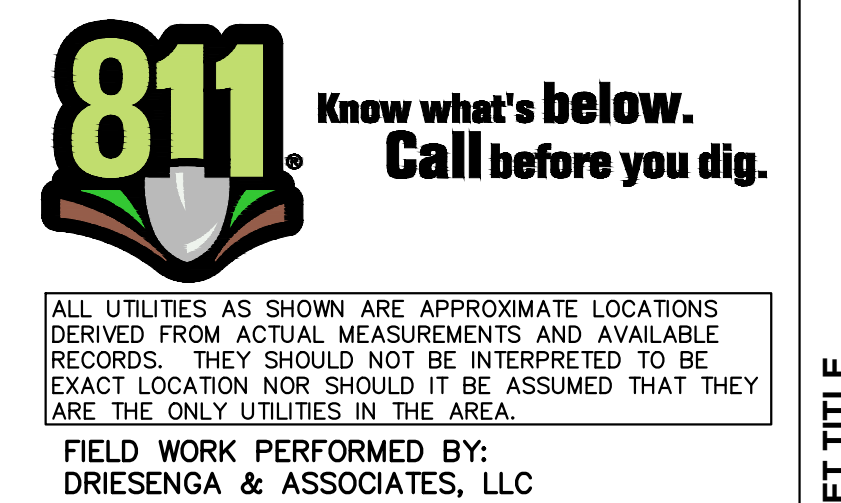 811®
Know what's below.
Call before you dig.
ALL UTILITIES AS SHOWN ARE APPROXIMATE LOCATIONS
DERIVED FROM ACTUAL MEASUREMENTS AND AVAILABLE
RECORDS.  THEY SHOULD NOT BE INTERPRETED TO BE
EXACT LOCATION NOR SHOULD IT BE ASSUMED THAT THEY
ARE THE ONLY UTILITIES IN THE AREA.
FIELD WORK PERFORMED BY:
DRIESENGA & ASSOCIATES, LLC
ET TITLE